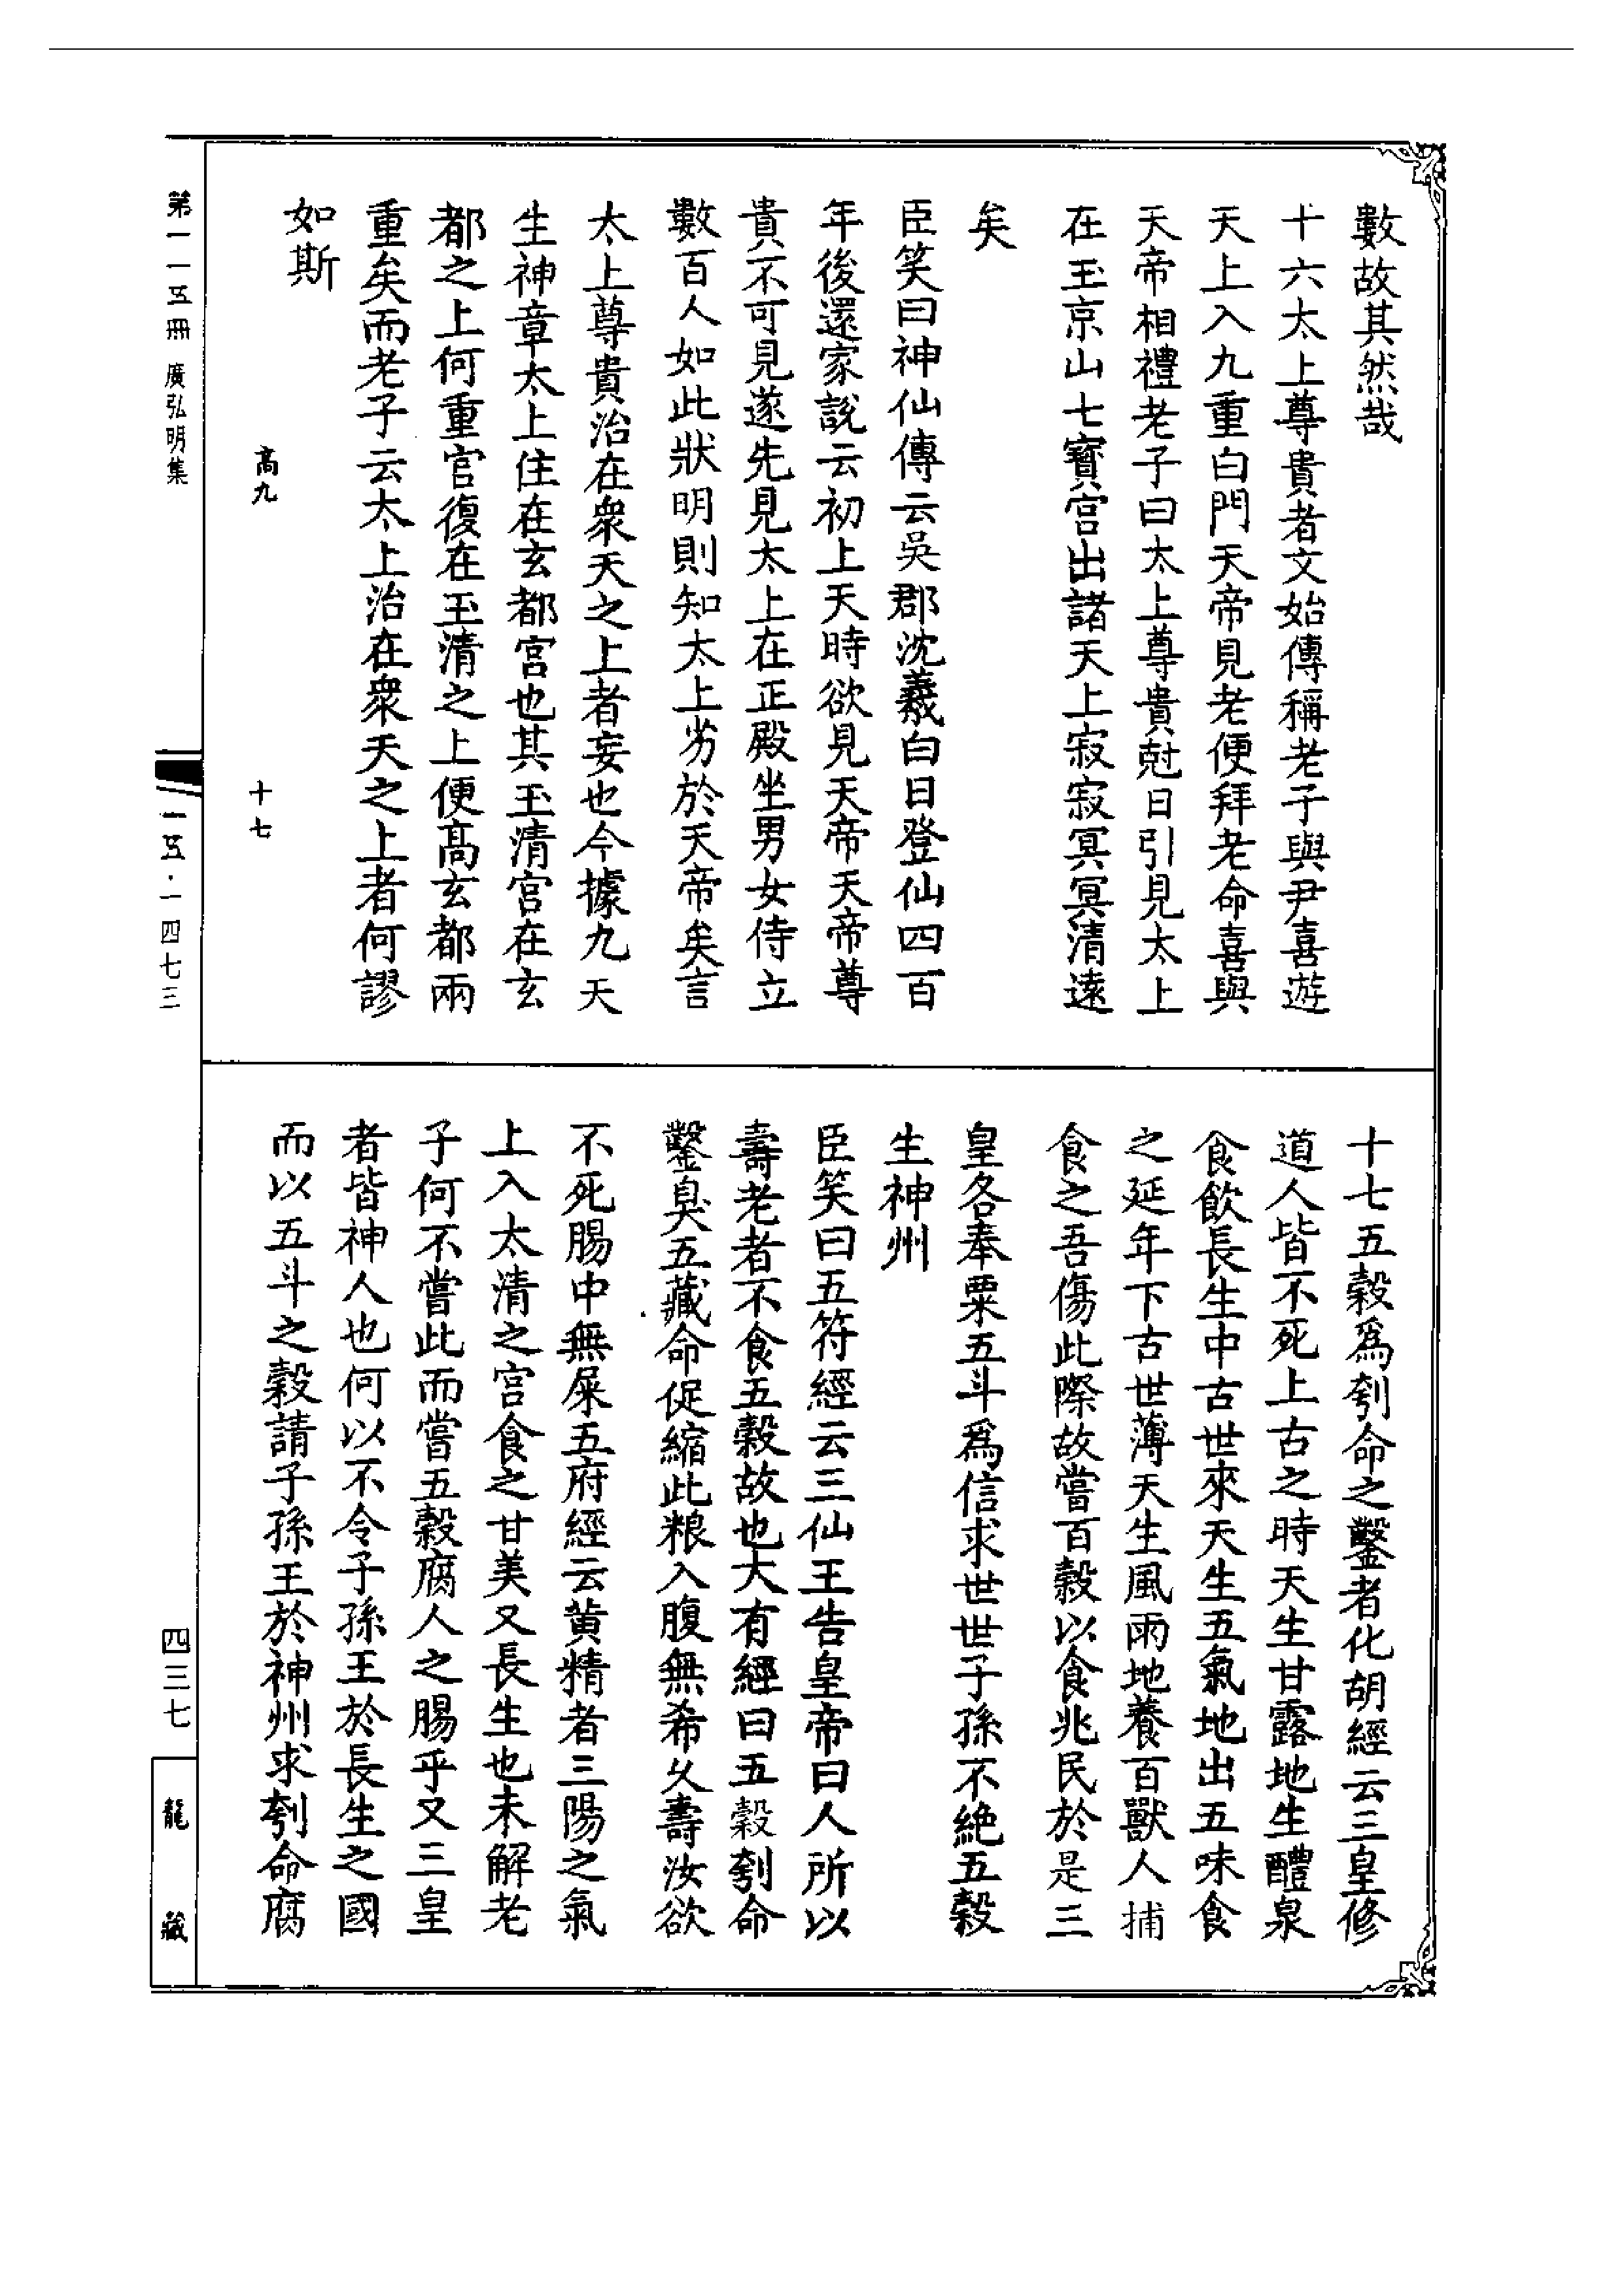 數故其然哉
十六太上尊貴者文始傳稱老子與尹喜遊
天上入九重白門天帝見老便拜老命喜與
天帝相禮老子曰太上尊貴尅日引見太上
在玉京山七寶宮出諸天上寂寂冥冥清遠
矣
臣笑曰神仙傳云吳郡沈羲白日登仙四百
年後還家說云初上天時欲見天帝天帝尊
貴不可見遂先見太上在正殿坐男女侍立
數百人如此狀明則知太上劣於天帝矣言
太上尊貴治在衆天之上者妄也今據九天
生神章太上住在玄都宮也其玉清宮在玄
都之上何重宮復在玉清之上便高玄都兩
重矣而老子云太上治在衆天之上者何謬
如斯
高九 十七
十七五穀爲刳命之鑿者化胡經云三皇修
道人皆不死上古之時天生甘露地生醴泉
食飲長生中古世來天生五氣地出五味食
之延年下古世薄天生風雨地養百獸人捕
食之吾傷此際故嘗百穀以食兆民於是三
皇各奉粟五斗爲信求世世子孫不絶五穀
生神州
臣笑曰五符經云三仙王告皇帝曰人所以
壽老者不食五穀故也大有經曰五穀刳命
鑿臭五藏命促縮此粮入腹無希久壽汝欲
不死腸中無屎五府經云黄精者三陽之氣
上入太清之宮食之甘美又長生也未解老
子何不嘗此而嘗五穀腐人之腸乎又三皇
者皆神人也何以不令子孫王於長生之國
而以五斗之穀請子孫王於神州求刳命腐
第一一五冊 廣弘明集
一五·一四七三
四三七
龍藏